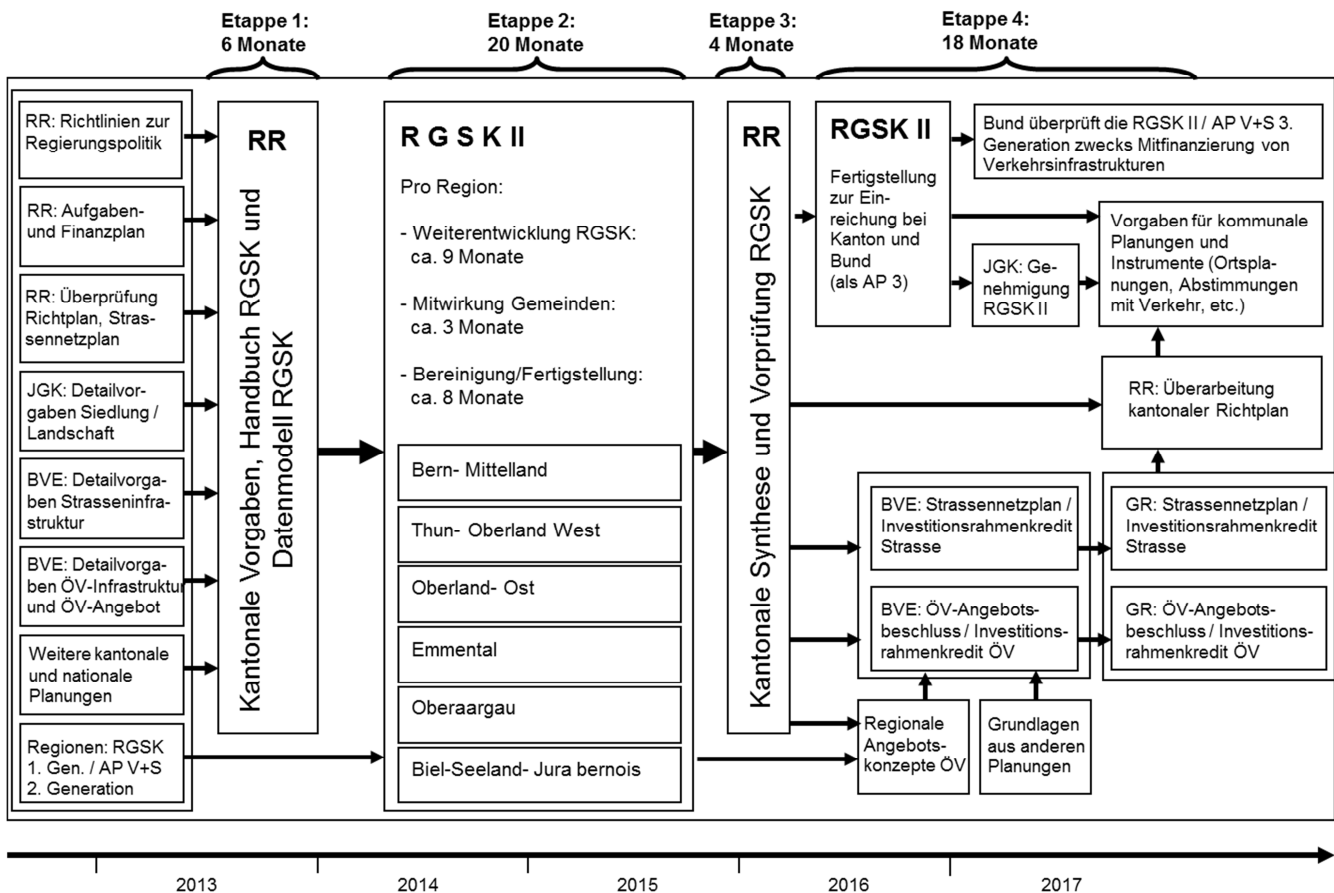 Etappe 1:
6 Monate
Etappe 2:
20 Monate
Etappe 3:
4 Monate
Etappe 4:
18 Monate
RR: Richtlinien zur
Regierungspolitik
RR: Aufgaben-
und Finanzplan
RR: Überprüfung
Richtplan, Stras-
sennetzplan
JGK: Detailvor-
gaben Siedlung /
Landschaft
BVE: Detailvorga-
ben Strasseninfra-
struktur
BVE: Detailvorga-
ben ÖV-Infrastruktur
und ÖV-Angebot
Weitere kantonale
und nationale
Planungen
Regionen: RGSK
1. Gen. / AP V+S
2. Generation
RR
Kantonale Vorgaben, Handbuch RGSK und
Datenmodell RGSK
R G S K II
Pro Region:
- Weiterentwicklung RGSK:
ca. 9 Monate
- Mitwirkung Gemeinden:
ca. 3 Monate
- Bereinigung/Fertigstellung:
ca. 8 Monate
Bern- Mittelland
Thun- Oberland West
Oberland- Ost
Emmental
Oberaargau
Biel-Seeland- Jura bernois
RR
Kantonale Synthese und Vorprüfung RGSK
RGSK II
Fertigstellung
zur Ein-
reichung bei
Kanton und
Bund
(als AP 3)
Bund überprüft die RGSK II / AP V+S 3.
Generation zwecks Mitfinanzierung von
Verkehrsinfrastrukturen
JGK: Ge-
nehmigung
RGSK II
Vorgaben für kommunale
Planungen und
Instrumente (Ortspla-
nungen, Abstimmungen
mit Verkehr, etc.)
RR: Überarbeitung
kantonaler Richtplan
BVE: Strassennetzplan /
Investitionsrahmenkredit
Strasse
GR: Strassennetzplan /
Investitionsrahmenkredit
Strasse
BVE: ÖV-Angebots-
beschluss / Investitions-
rahmenkredit ÖV
GR: ÖV-Angebots-
beschluss / Investitions-
rahmenkredit ÖV
Regionale
Angebots-
konzepte ÖV
Grundlagen
aus anderen
Planungen
2013
2014
2015
2016
2017